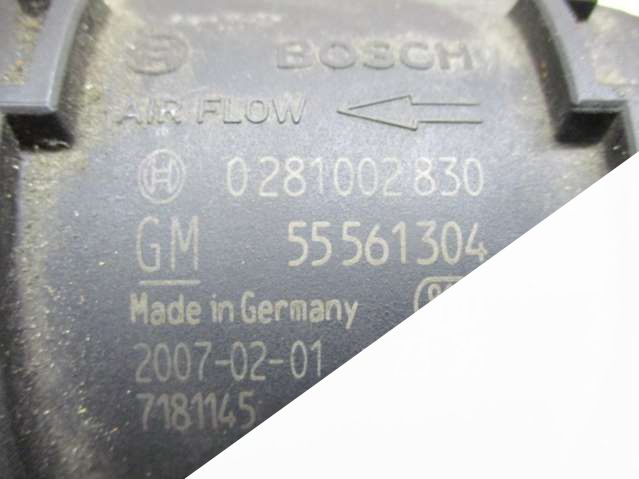 BOSCH
AIR FLOW
0 281 002 830
GM 55 561 304
Made in Germany
2007-02-01
7181145